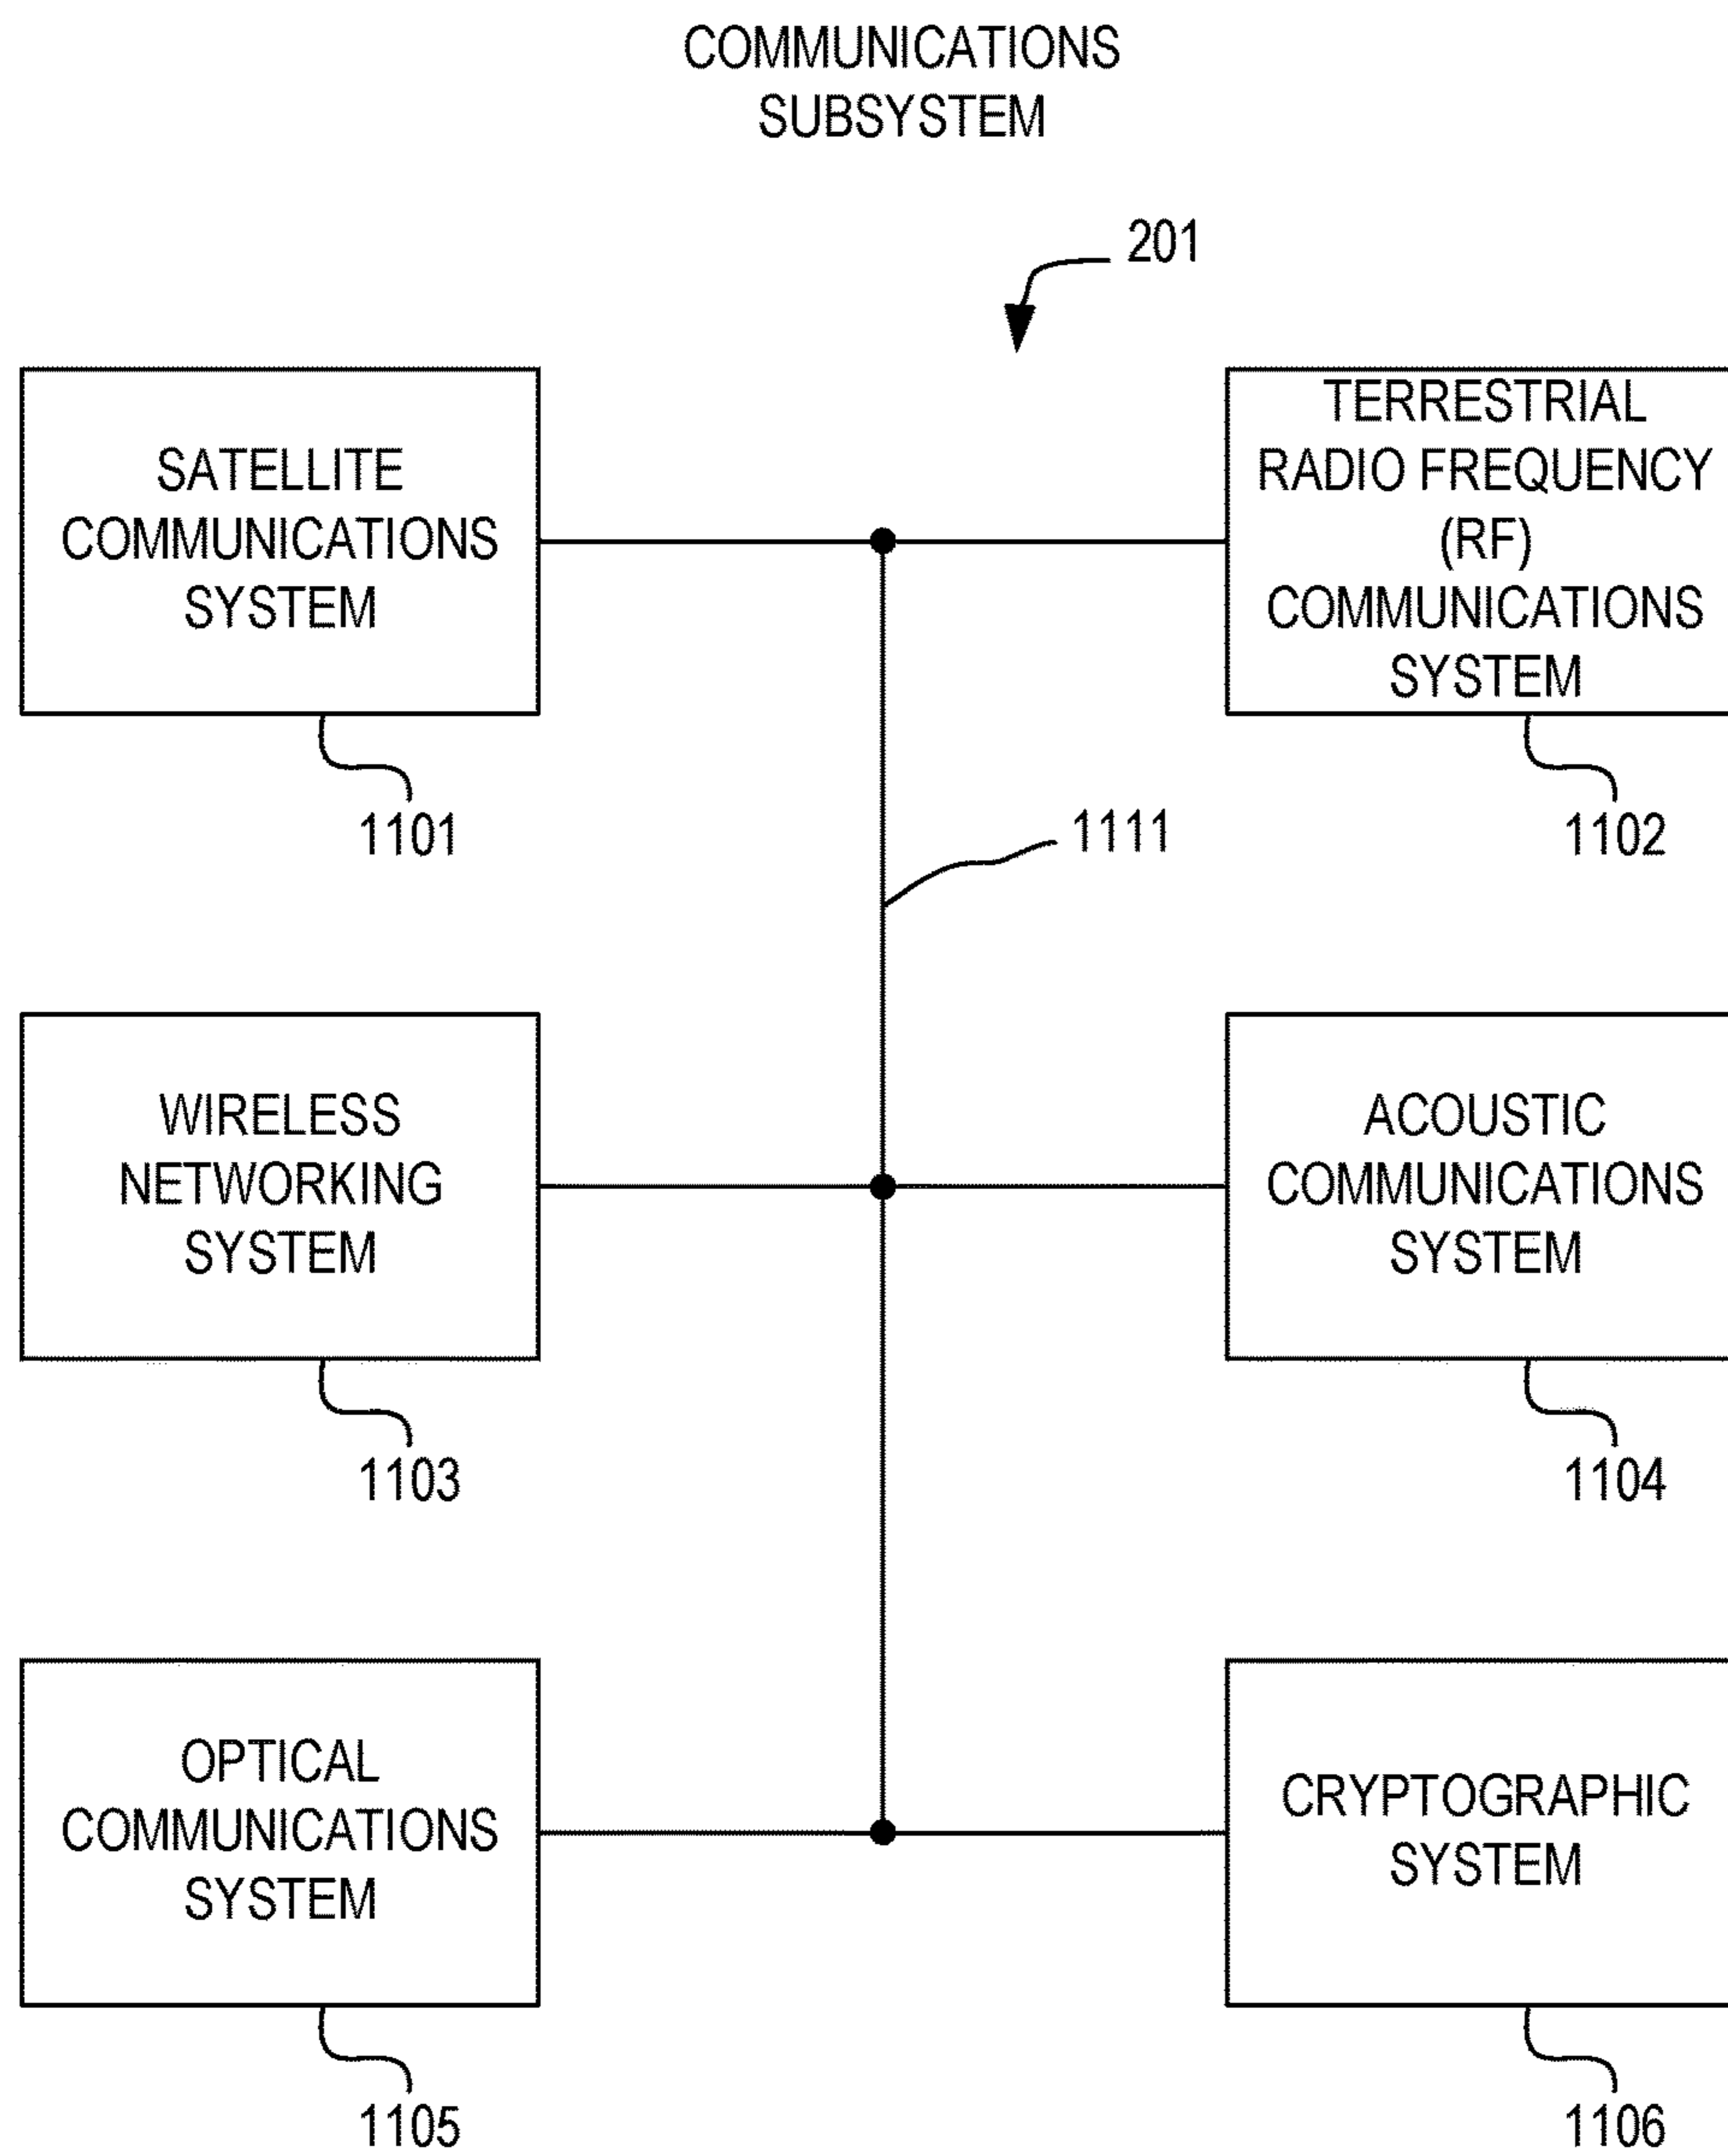 COMMUNICATIONS
SUBSYSTEM
201
SATELLITE
COMMUNICATIONS
SYSTEM
1101
TERRESTRIAL
RADIO FREQUENCY
(RF)
COMMUNICATIONS
SYSTEM
1102
1111
WIRELESS
NETWORKING
SYSTEM
1103
ACOUSTIC
COMMUNICATIONS
SYSTEM
1104
OPTICAL
COMMUNICATIONS
SYSTEM
1105
CRYPTOGRAPHIC
SYSTEM
1106